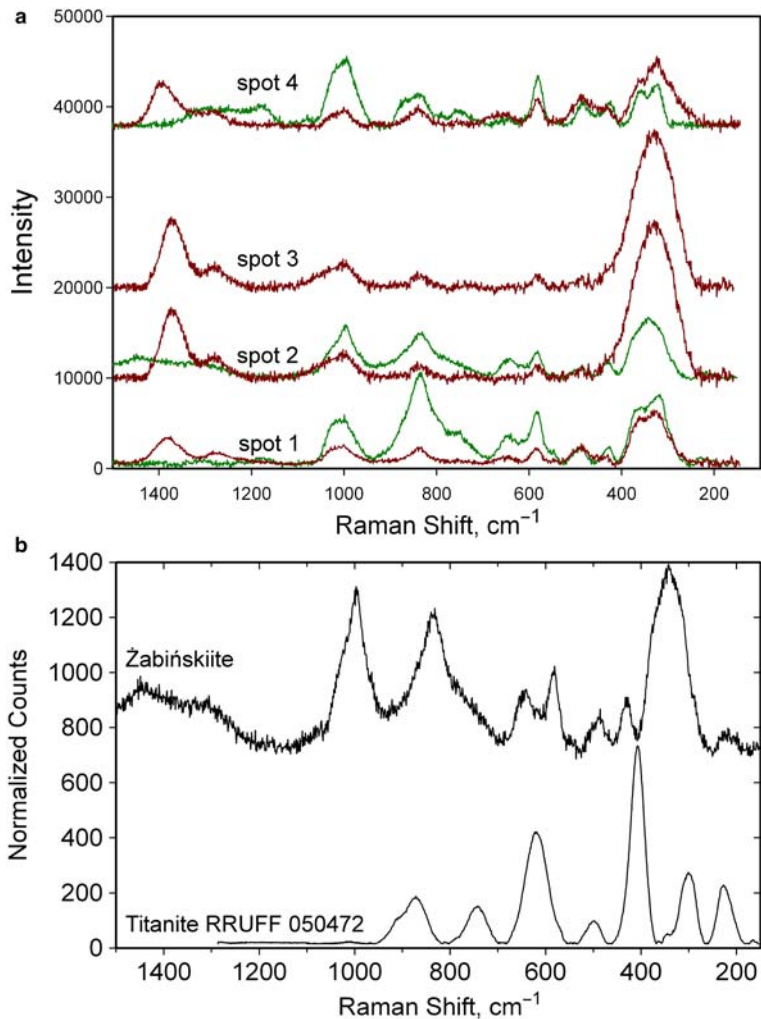 a
50000
40000
30000
20000
10000
0
Intensity
spot 4
spot 3
spot 2
spot 1
1400 1200 1000 800 600 400 200
Raman Shift, cm⁻¹
b
1400
1200
1000
800
600
400
200
0
Normalized Counts
Żabińskiite
Titanite RRUFF 050472
1400 1200 1000 800 600 400 200
Raman Shift, cm⁻¹